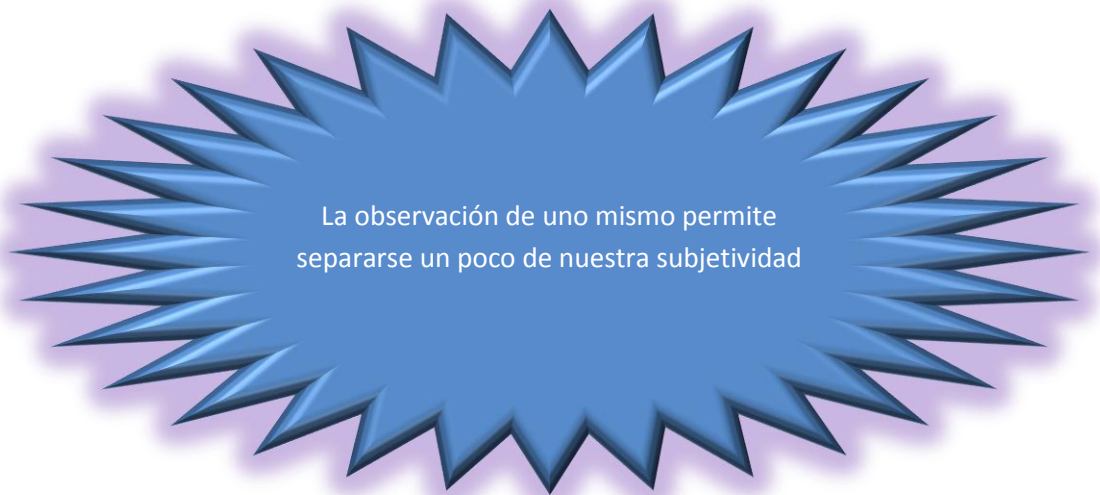 La observación de uno mismo permite
separarse un poco de nuestra subjetividad